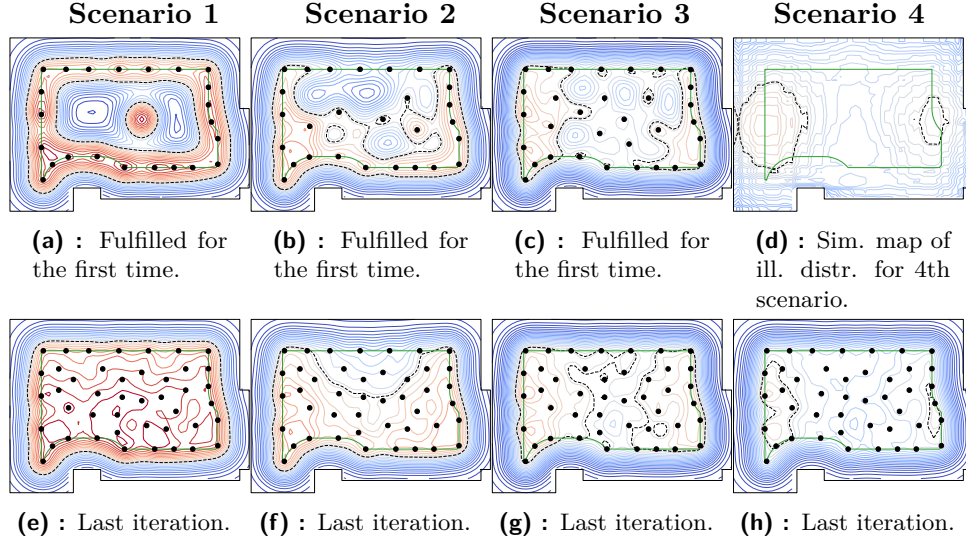 Scenario 1
Scenario 2
Scenario 3
Scenario 4
(a) : Fulfilled for
the first time.
(b) : Fulfilled for
the first time.
(c) : Fulfilled for
the first time.
(d) : Sim. map of
ill. distr. for 4th
scenario.
(e) : Last iteration.
(f) : Last iteration.
(g) : Last iteration.
(h) : Last iteration.